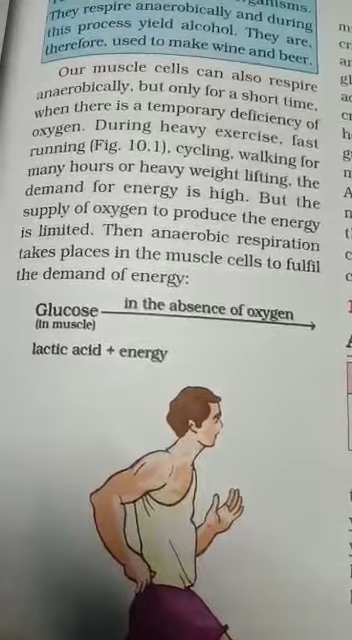 They respire anaerobically and during
this process yield alcohol. They are,
therefore, used to make wine and beer.
Our muscle cells can also respire
anaerobically, but only for a short time,
when there is a temporary deficiency of
oxygen. During heavy exercise, fast
running (Fig. 10.1), cycling, walking for
many hours or heavy weight lifting, the
demand for energy is high. But the
supply of oxygen to produce the energy
is limited. Then anaerobic respiration
takes places in the muscle cells to fulfil
the demand of energy:
Glucose in the absence of oxygen
(in muscle)
lactic acid + energy